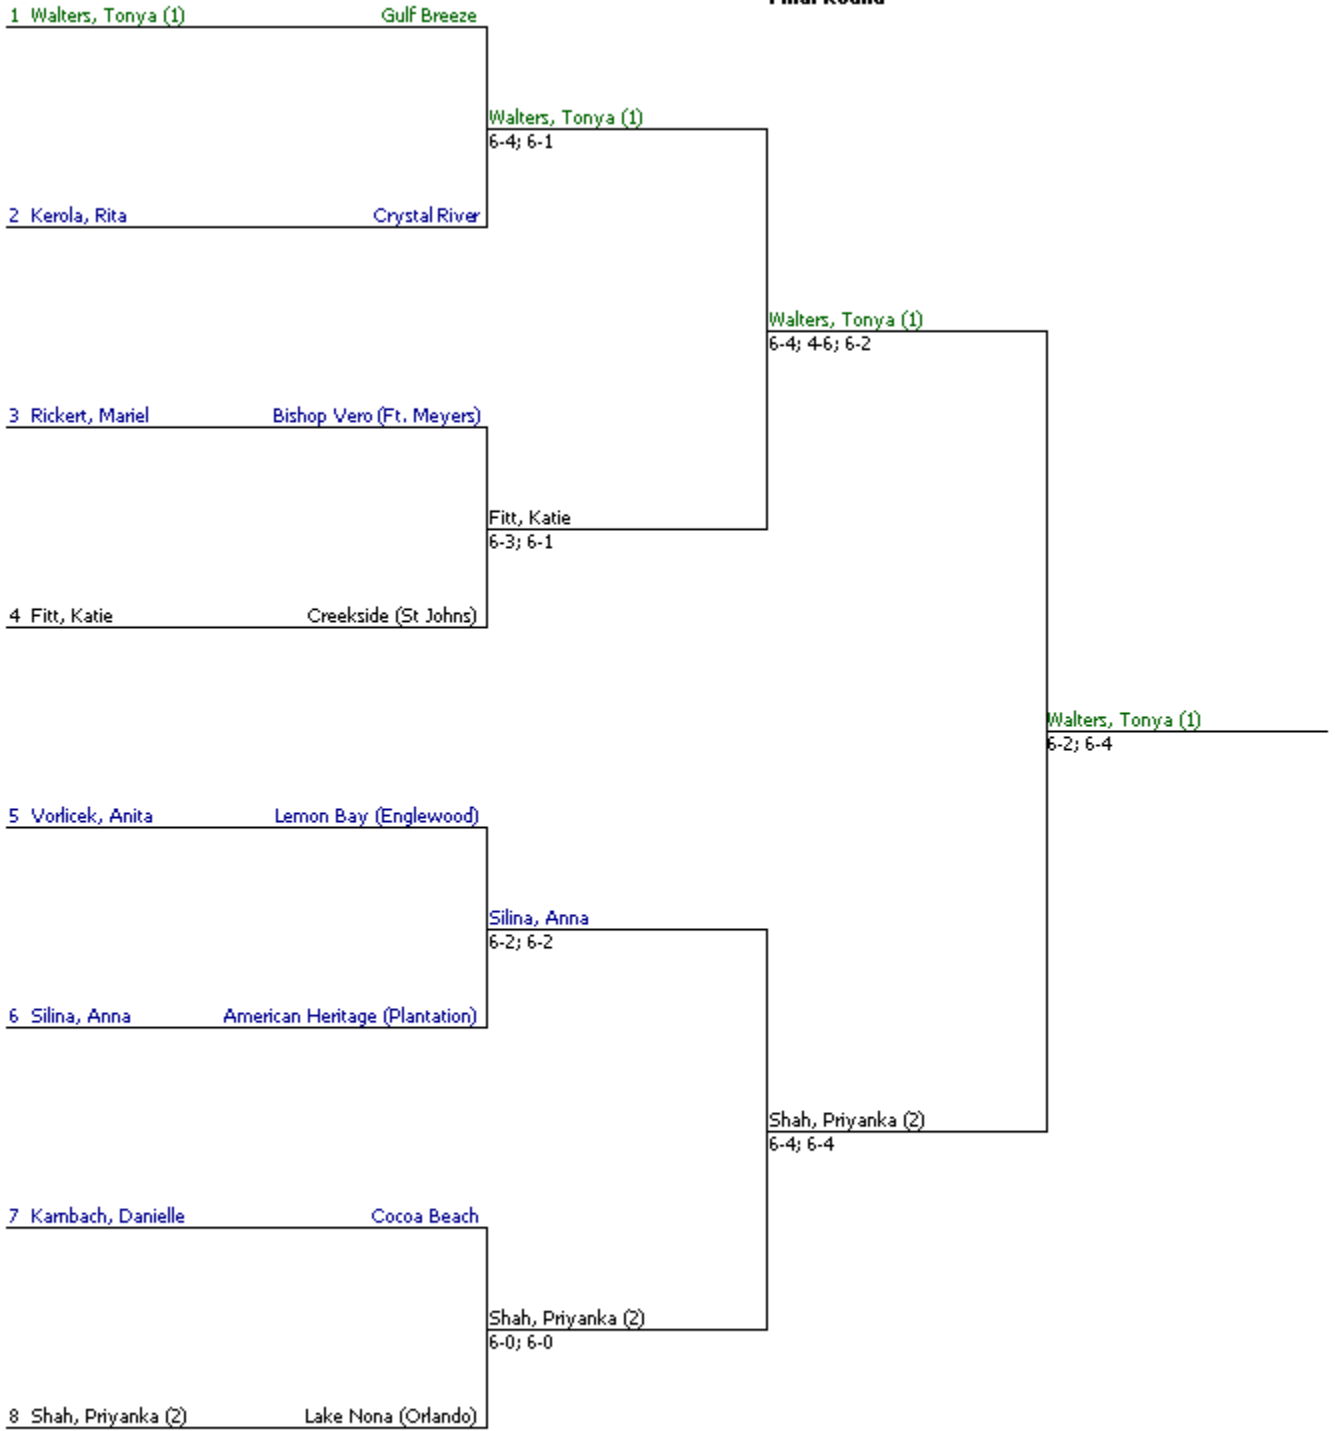 Final Round
1 Walters, Tonya (1) Gulf Breeze
Walters, Tonya (1)
6-4; 6-1
2 Kerola, Rita Crystal River
Walters, Tonya (1)
6-4; 4-6; 6-2
3 Rickert, Mariel Bishop Vero (Ft. Meyers)
Fitt, Katie
6-3; 6-1
4 Fitt, Katie Creekside (St Johns)
Walters, Tonya (1)
6-2; 6-4
5 Vorlicek, Anita Lemon Bay (Englewood)
Silina, Anna
6-2; 6-2
6 Silina, Anna American Heritage (Plantation)
Shah, Priyanka (2)
6-4; 6-4
7 Kambach, Danielle Cocoa Beach
Shah, Priyanka (2)
6-0; 6-0
8 Shah, Priyanka (2) Lake Nona (Orlando)